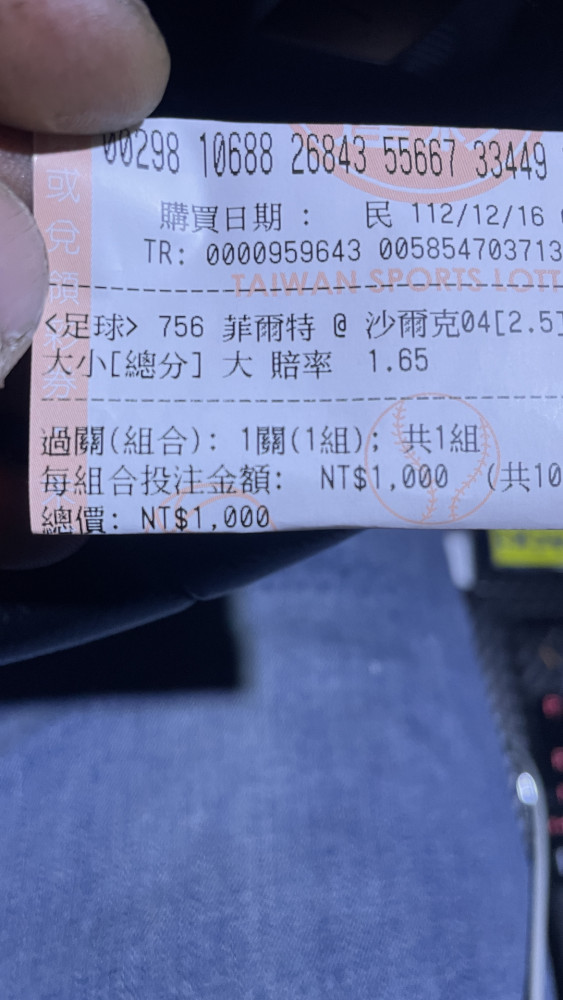 00298 10688 26843 55667 33449
購買日期： 民 112/12/16
TR: 0000959643 005854703713
TAIWAN SPORTS LOTT
<足球> 756 菲爾特 @ 沙爾克04[2.5]
大小[總分] 大 賠率 1.65
過關(組合): 1關(1組); 共1組
每組合投注金額: NT$1,000 (共10
總價: NT$1,000
或兌領彩券